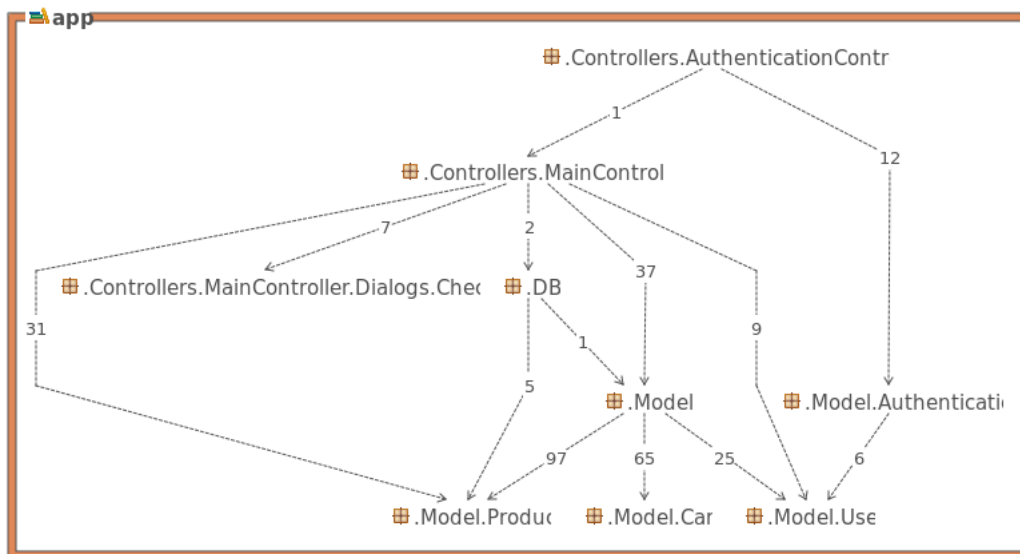 app
.Controllers.AuthenticationContr
1
12
.Controllers.MainControl
7
2
37
.Controllers.MainController.Dialogs.Chec
.DB
31
9
1
5
.Model
.Model.Authenticati
97
65
25
6
.Model.Produc
.Model.Car
.Model.Use